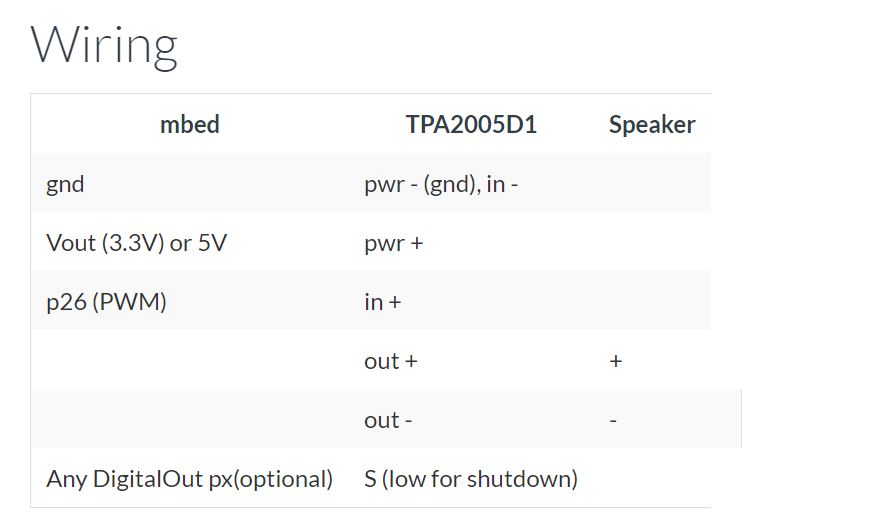 Wiring
mbed TPA2005D1 Speaker
gnd pwr - (gnd), in -
Vout (3.3V) or 5V pwr +
p26 (PWM) in +
out + +
out - -
Any DigitalOut px(optional) S (low for shutdown)